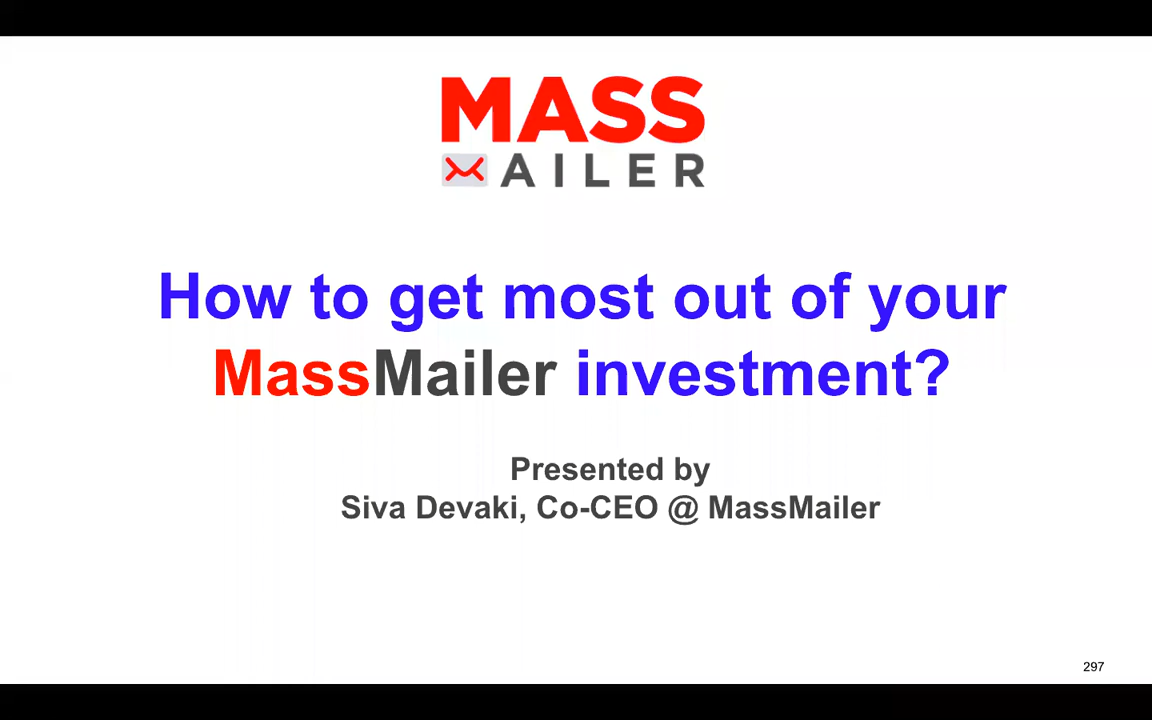 MASS
AILER
How to get most out of your
MassMailer investment?
Presented by
Siva Devaki, Co-CEO @ MassMailer
297